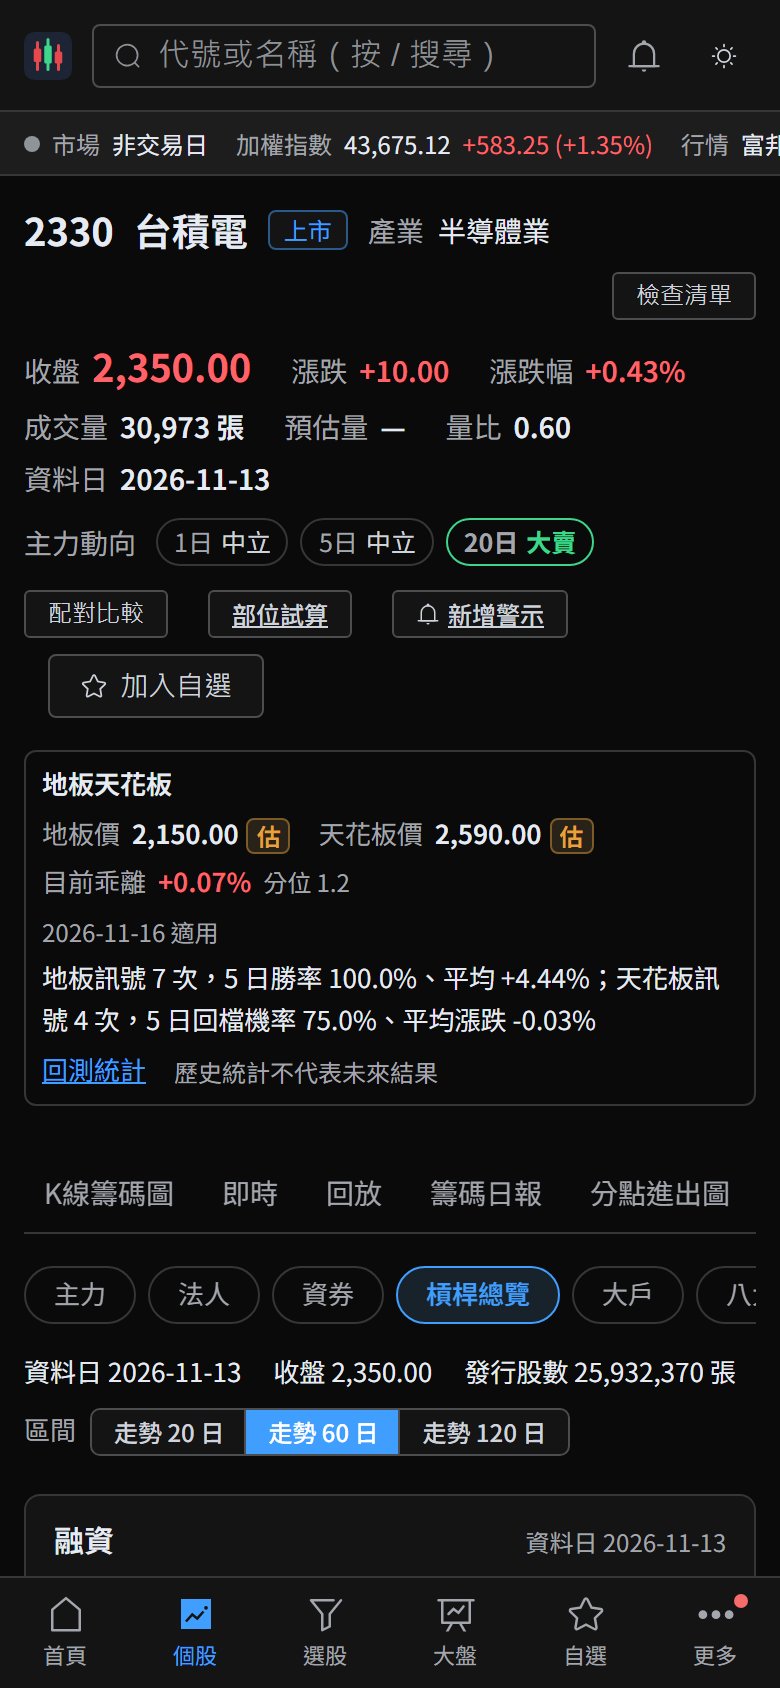 代號或名稱 ( 按 / 搜尋 )
市場 非交易日 加權指數 43,675.12 +583.25 (+1.35%) 行情 富邦
2330 台積電 上市 產業 半導體業
檢查清單
收盤 2,350.00 漲跌 +10.00 漲跌幅 +0.43%
成交量 30,973 張 預估量 — 量比 0.60
資料日 2026-11-13
主力動向 1日 中立 5日 中立 20日 大賣
配對比較 部位試算 新增警示
加入自選
地板天花板
地板價 2,150.00 估 天花板價 2,590.00 估
目前乖離 +0.07% 分位 1.2
2026-11-16 適用
地板訊號 7 次，5 日勝率 100.0%、平均 +4.44%；天花板訊
號 4 次，5 日回檔機率 75.0%、平均漲跌 -0.03%
回測統計 歷史統計不代表未來結果
K線籌碼圖 即時 回放 籌碼日報 分點進出圖
主力 法人 資券 槓桿總覽 大戶 八
資料日 2026-11-13 收盤 2,350.00 發行股數 25,932,370 張
區間 走勢 20 日 走勢 60 日 走勢 120 日
融資 資料日 2026-11-13
首頁 個股 選股 大盤 自選 更多